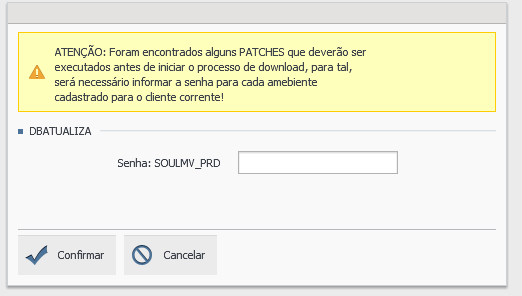 ATENÇÃO: Foram encontrados alguns PATCHES que deverão ser
executados antes de iniciar o processo de download, para tal,
será necessário informar a senha para cada amebiente
cadastrado para o cliente corrente!
DBATUALIZA
Senha: SOULMV_PRD
Confirmar
Cancelar